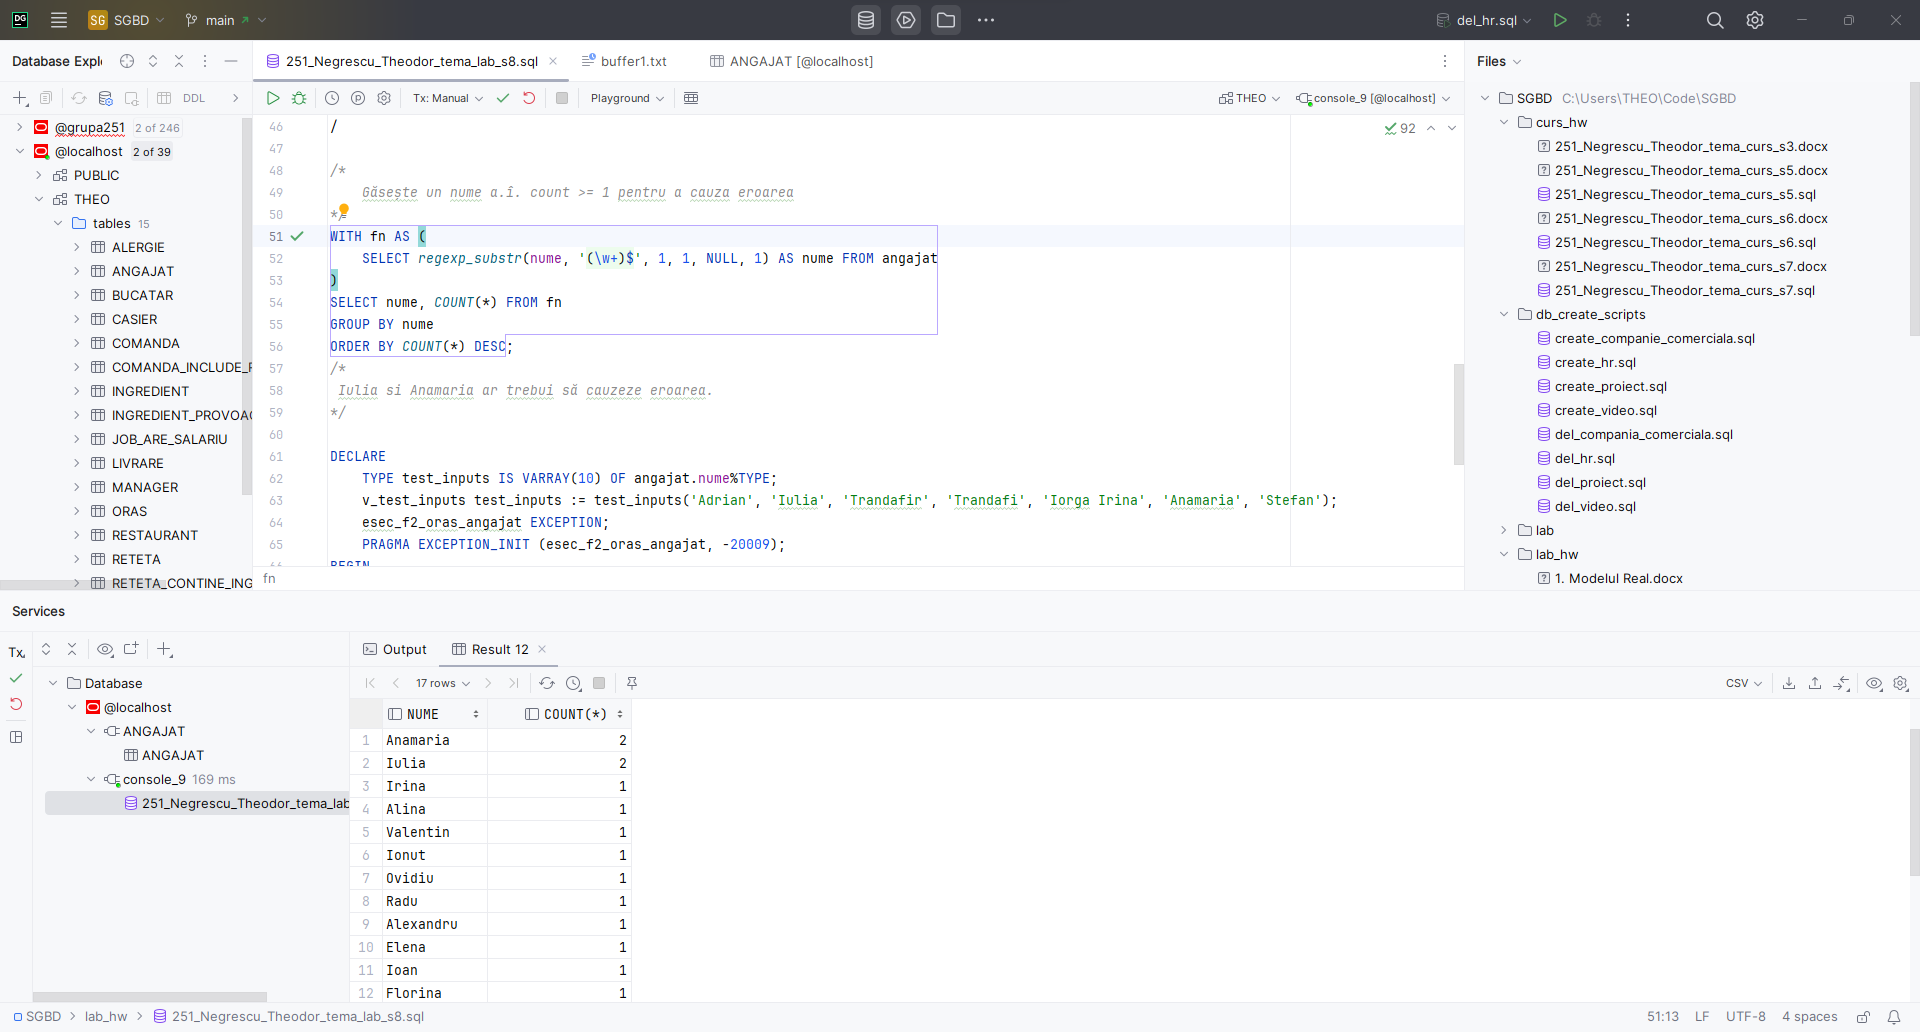 DG
SG SGBD main
del_hr.sql
Database Explo
251_Negrescu_Theodor_tema_lab_s8.sql
buffer1.txt
ANGAJAT [@localhost]
Files
DDL
Tx: Manual
Playground
THEO
console_9 [@localhost]
@grupa251 2 of 246
@localhost 2 of 39
PUBLIC
THEO
tables 15
ALERGIE
ANGAJAT
BUCATAR
CASIER
COMANDA
COMANDA_INCLUDE_
INGREDIENT
INGREDIENT_PROVOA
JOB_ARE_SALARIU
LIVRARE
MANAGER
ORAS
RESTAURANT
RETETA
RETETA_CONTINE_ING
92
46 /
47
48 /*
49 Găsește un nume a.î. count >= 1 pentru a cauza eroarea
50 */
51 WITH fn AS (
52 SELECT regexp_substr(nume, '(\w+)$', 1, 1, NULL, 1) AS nume FROM angajat
53 )
54 SELECT nume, COUNT(*) FROM fn
55 GROUP BY nume
56 ORDER BY COUNT(*) DESC;
57 /*
58 Iulia si Anamaria ar trebui să cauzeze eroarea.
59 */
60
61 DECLARE
62 TYPE test_inputs IS VARRAY(10) OF angajat.nume%TYPE;
63 v_test_inputs test_inputs := test_inputs('Adrian', 'Iulia', 'Trandafir', 'Trandafi', 'Iorga Irina', 'Anamaria', 'Stefan');
64 esec_f2_oras_angajat EXCEPTION;
65 PRAGMA EXCEPTION_INIT (esec_f2_oras_angajat, -20009);
BEGIN
fn
SGBD C:\Users\THEO\Code\SGBD
curs_hw
251_Negrescu_Theodor_tema_curs_s3.docx
251_Negrescu_Theodor_tema_curs_s5.docx
251_Negrescu_Theodor_tema_curs_s5.sql
251_Negrescu_Theodor_tema_curs_s6.docx
251_Negrescu_Theodor_tema_curs_s6.sql
251_Negrescu_Theodor_tema_curs_s7.docx
251_Negrescu_Theodor_tema_curs_s7.sql
db_create_scripts
create_companie_comerciala.sql
create_hr.sql
create_proiect.sql
create_video.sql
del_compania_comerciala.sql
del_hr.sql
del_proiect.sql
del_video.sql
lab
lab_hw
1. Modelul Real.docx
Services
Tx
Database
@localhost
ANGAJAT
ANGAJAT
console_9 169 ms
251_Negrescu_Theodor_tema_lab
Output
Result 12
17 rows
CSV
NUME COUNT(*)
1 Anamaria 2
2 Iulia 2
3 Irina 1
4 Alina 1
5 Valentin 1
6 Ionut 1
7 Ovidiu 1
8 Radu 1
9 Alexandru 1
10 Elena 1
11 Ioan 1
12 Florina 1
SGBD lab_hw 251_Negrescu_Theodor_tema_lab_s8.sql
51:13 LF UTF-8 4 spaces